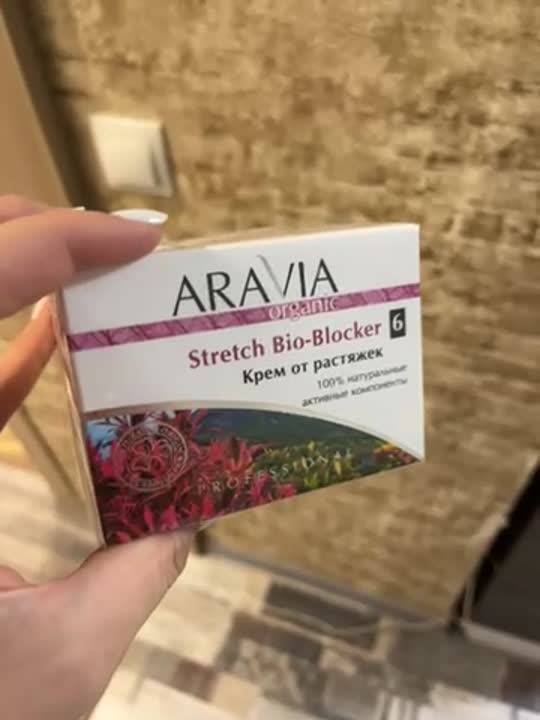 ARAVIA
organic
Stretch Bio-Blocker 6
Крем от растяжек
100% натуральные
активные компоненты
PROFESSIONAL